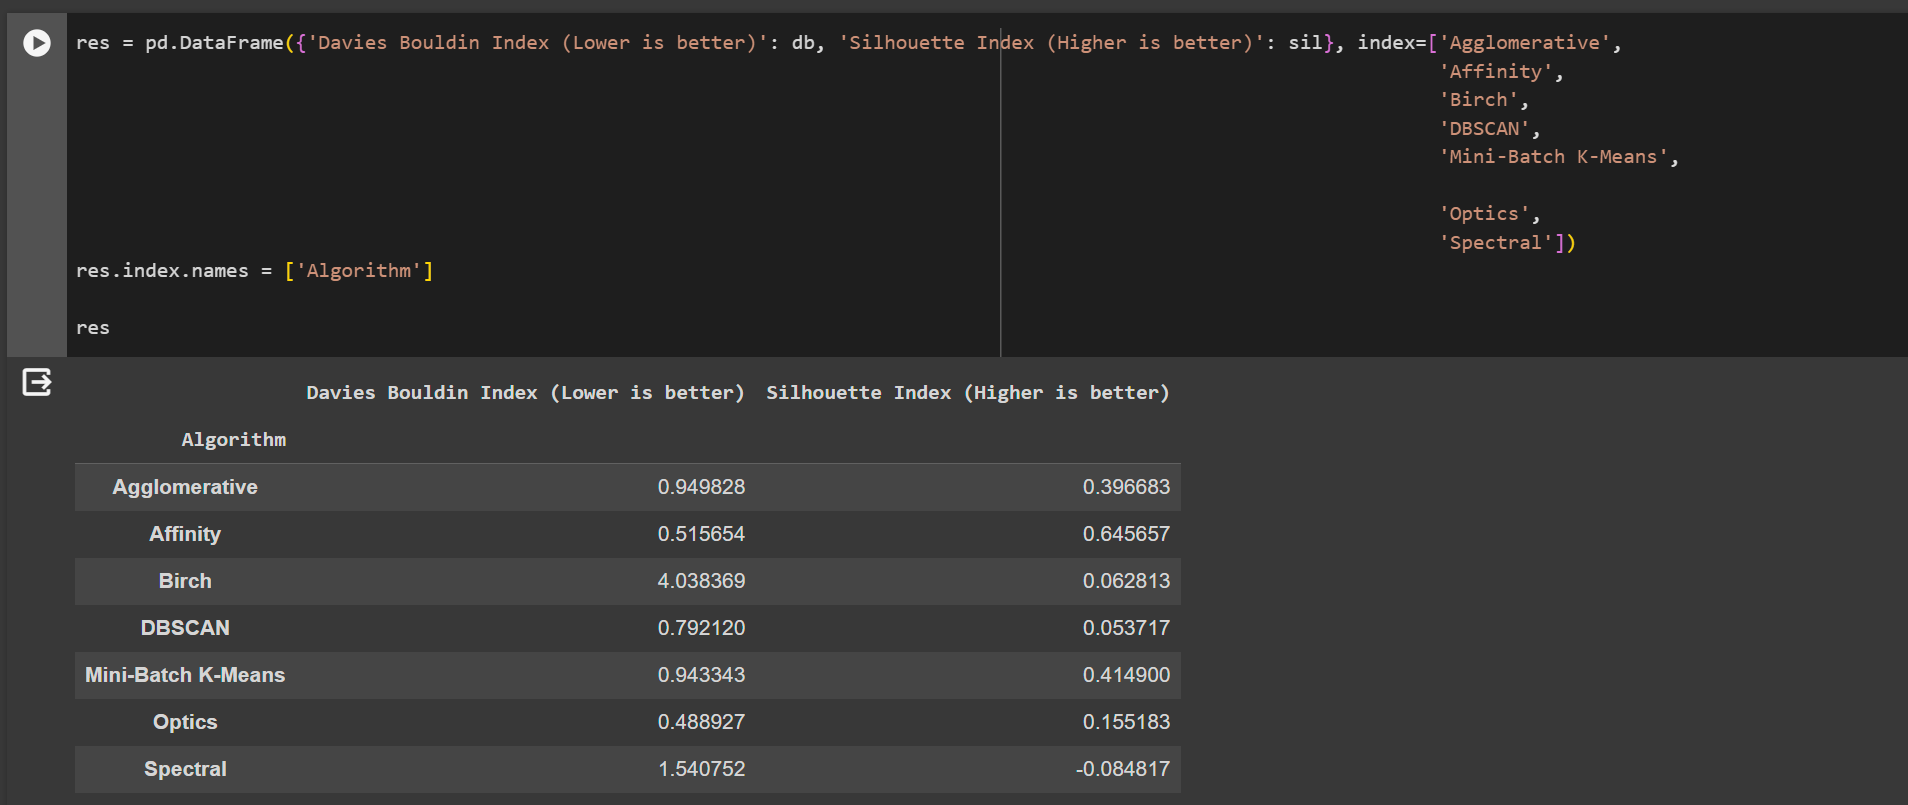 res = pd.DataFrame({'Davies Bouldin Index (Lower is better)': db, 'Silhouette Index (Higher is better)': sil}, index=['Agglomerative',
'Affinity',
'Birch',
'DBSCAN',
'Mini-Batch K-Means',
'Optics',
'Spectral'])
res.index.names = ['Algorithm']
res
Davies Bouldin Index (Lower is better) Silhouette Index (Higher is better)
Algorithm
Agglomerative 0.949828 0.396683
Affinity 0.515654 0.645657
Birch 4.038369 0.062813
DBSCAN 0.792120 0.053717
Mini-Batch K-Means 0.943343 0.414900
Optics 0.488927 0.155183
Spectral 1.540752 -0.084817